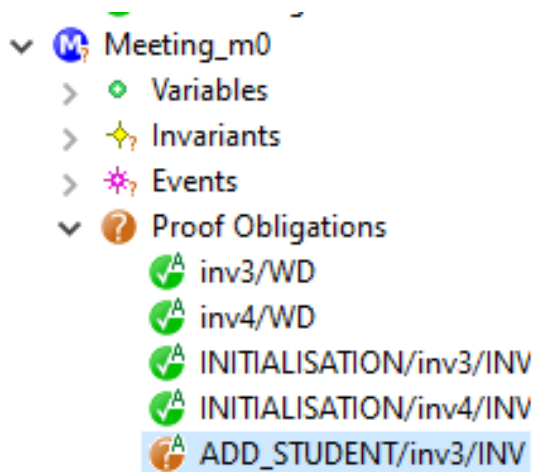 Meeting_m0
Variables
Invariants
Events
Proof Obligations
inv3/WD
inv4/WD
INITIALISATION/inv3/INV
INITIALISATION/inv4/INV
ADD_STUDENT/inv3/INV